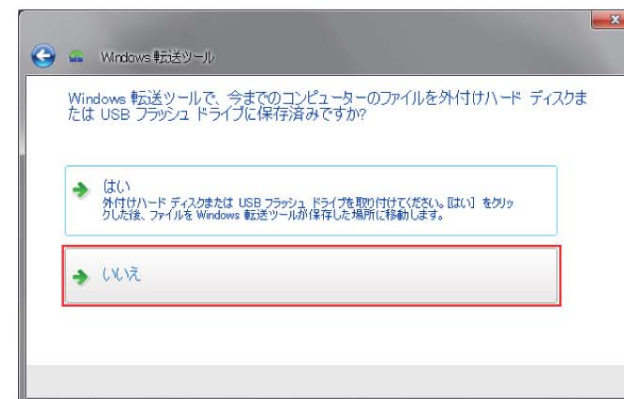 Windows 転送ツール
Windows 転送ツールで、今までのコンピューターのファイルを外付けハード ディスクま
たは USB フラッシュ ドライブに保存済みですか?
はい
外付けハード ディスクまたは USB フラッシュ ドライブを取り付けてください。[はい] をクリッ
クした後、ファイルを Windows 転送ツールが保存した場所に移動します。
いいえ